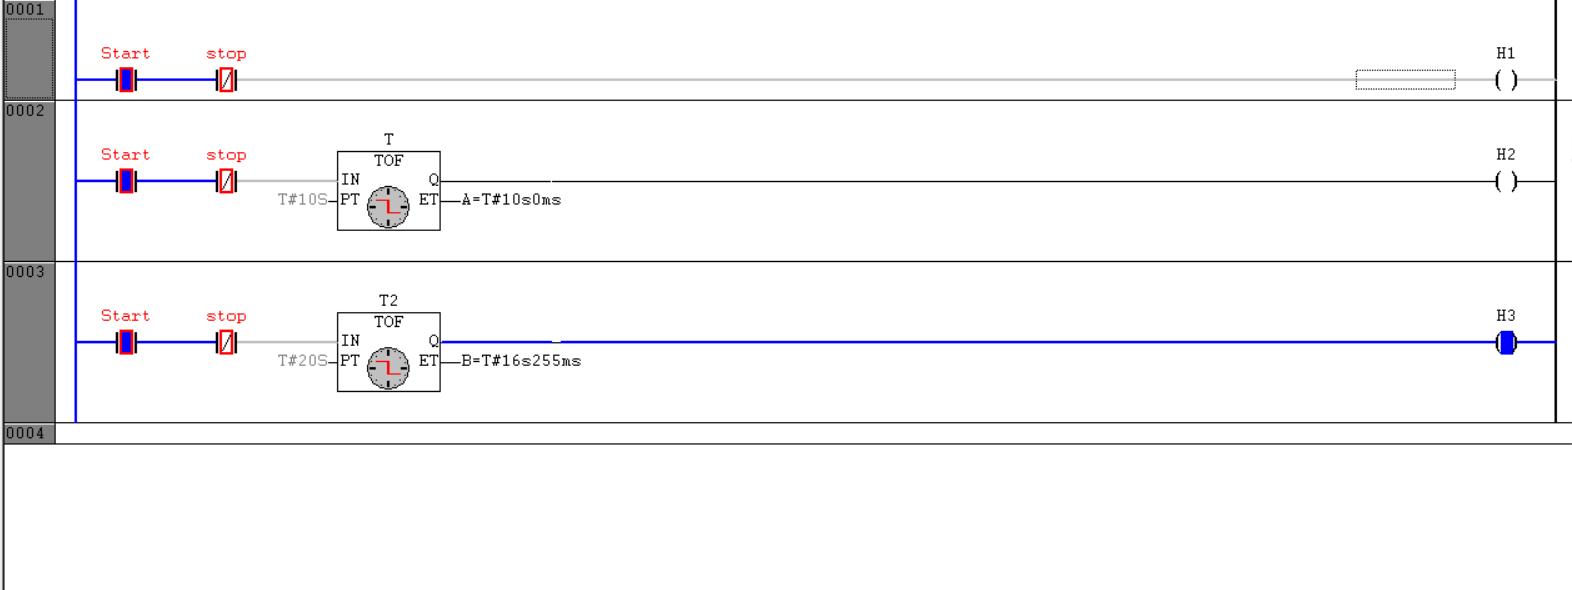 0001
Start stop H1
0002
T
Start stop TOF H2
IN Q
T#10S PT ET A=T#10s0ms
0003
T2
Start stop TOF H3
IN Q
T#20S PT ET B=T#16s255ms
0004